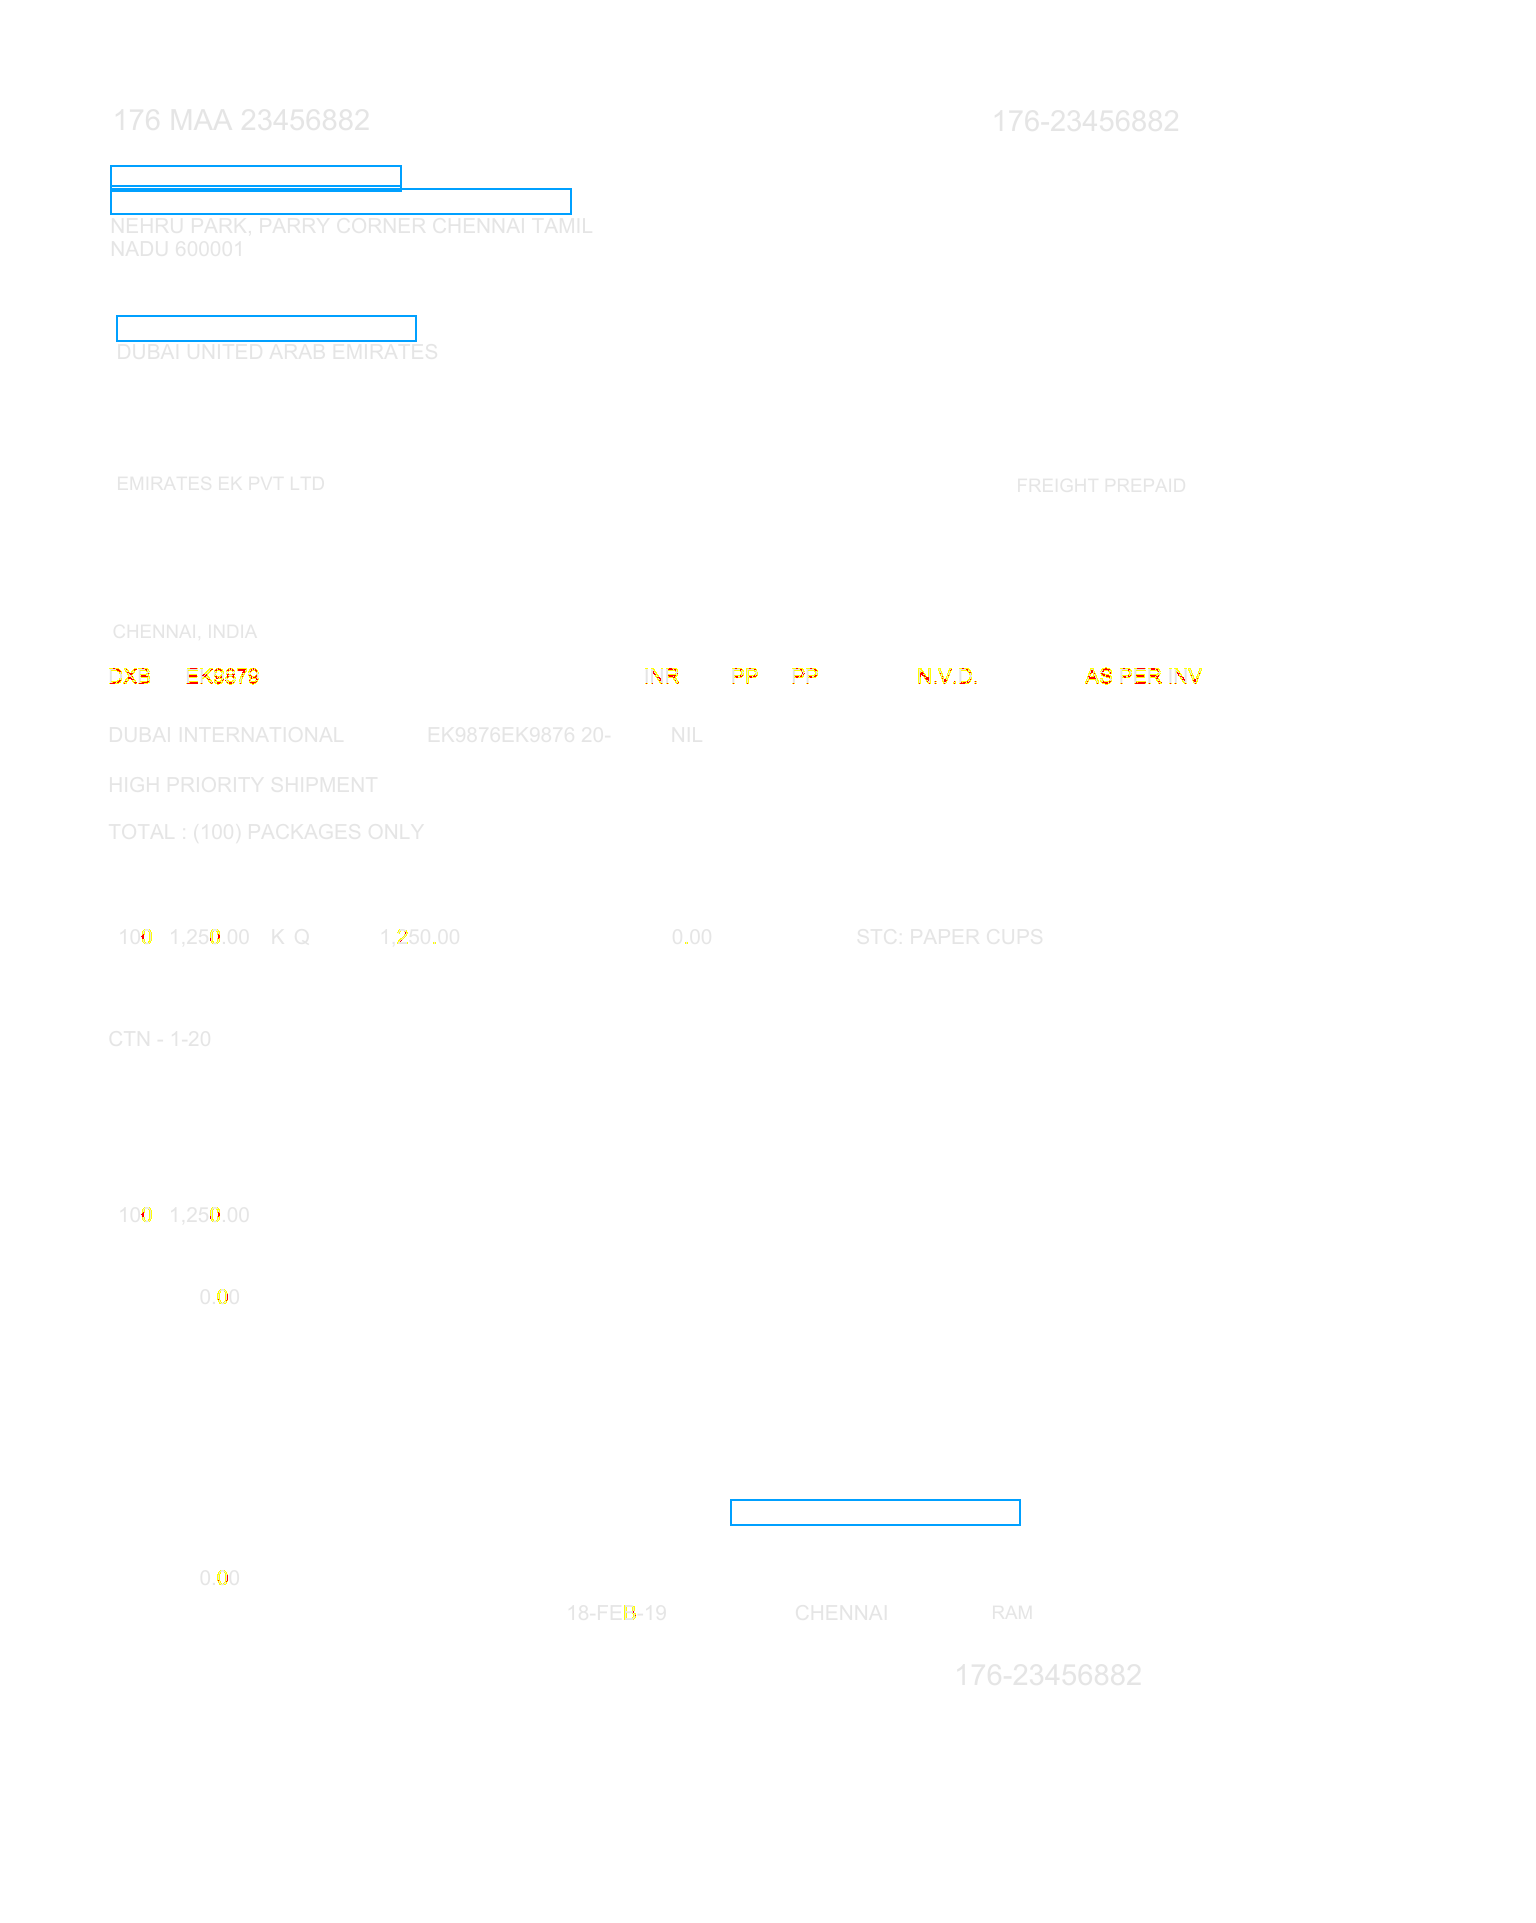 176 MAA 23456882 176-23456882
NEHRU PARK, PARRY CORNER CHENNAI TAMIL
NADU 600001
DUBAI UNITED ARAB EMIRATES
EMIRATES EK PVT LTD FREIGHT PREPAID
CHENNAI, INDIA
DXB EK9879 INR PP PP N.V.D. AS PER INV
DUBAI INTERNATIONAL EK9876EK9876 20- NIL
HIGH PRIORITY SHIPMENT
TOTAL : (100) PACKAGES ONLY
100 1,250.00 K Q 1,250.00 0.00 STC: PAPER CUPS
CTN - 1-20
100 1,250.00
0.00
0.00
18-FEB-19 CHENNAI RAM
176-23456882